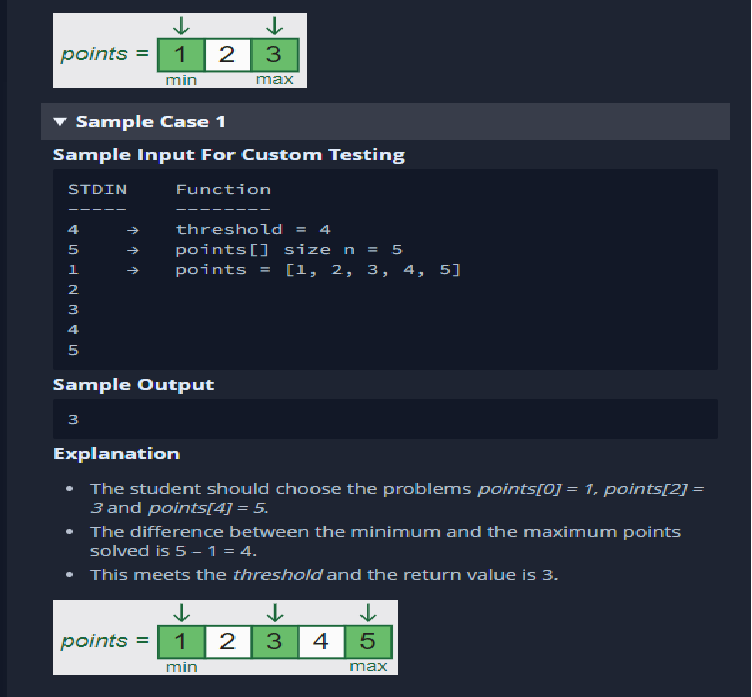 points = 1 2 3
min max
▼ Sample Case 1
Sample Input For Custom Testing
STDIN Function
----- --------
4 → threshold = 4
5 → points[] size n = 5
1 → points = [1, 2, 3, 4, 5]
2
3
4
5
Sample Output
3
Explanation
• The student should choose the problems points[0] = 1, points[2] =
3 and points[4] = 5.
• The difference between the minimum and the maximum points
solved is 5 – 1 = 4.
• This meets the threshold and the return value is 3.
points = 1 2 3 4 5
min max